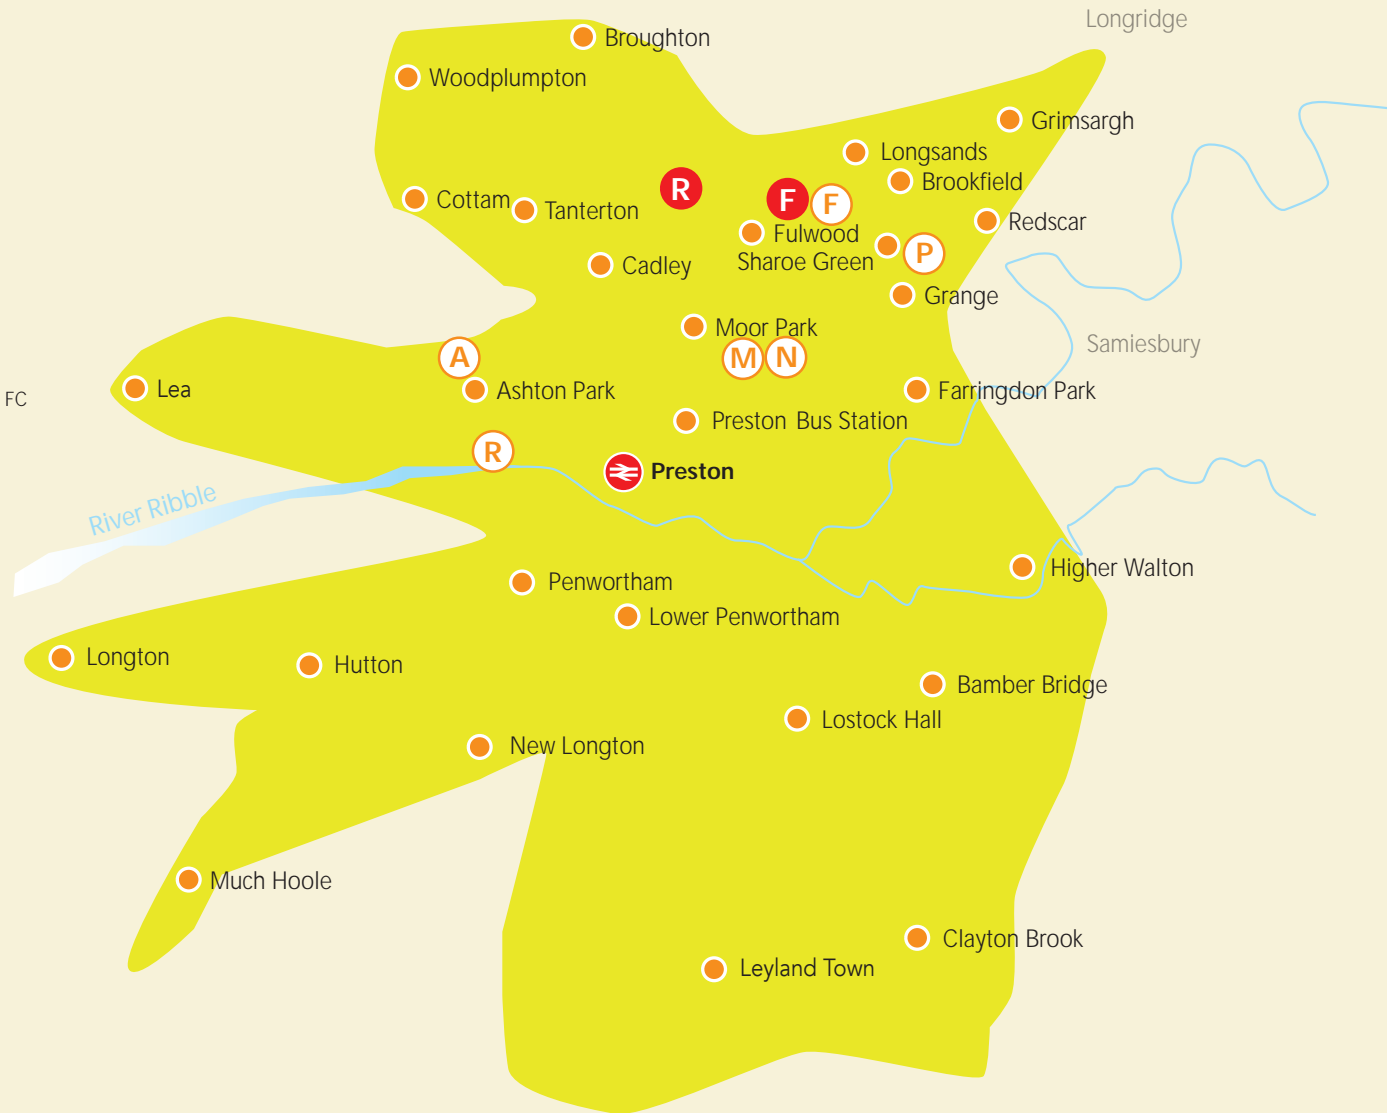 Longridge
Broughton
Woodplumpton
Grimsargh
Longsands
Brookfield
R
F
F
Cottam
Tanterton
Redscar
Fulwood
Sharoe Green
P
Cadley
Grange
Moor Park
Samiesbury
A
M
N
Lea
Ashton Park
Farringdon Park
FC
Preston Bus Station
R
Preston
River Ribble
Higher Walton
Penwortham
Lower Penwortham
Longton
Hutton
Bamber Bridge
Lostock Hall
New Longton
Much Hoole
Clayton Brook
Leyland Town